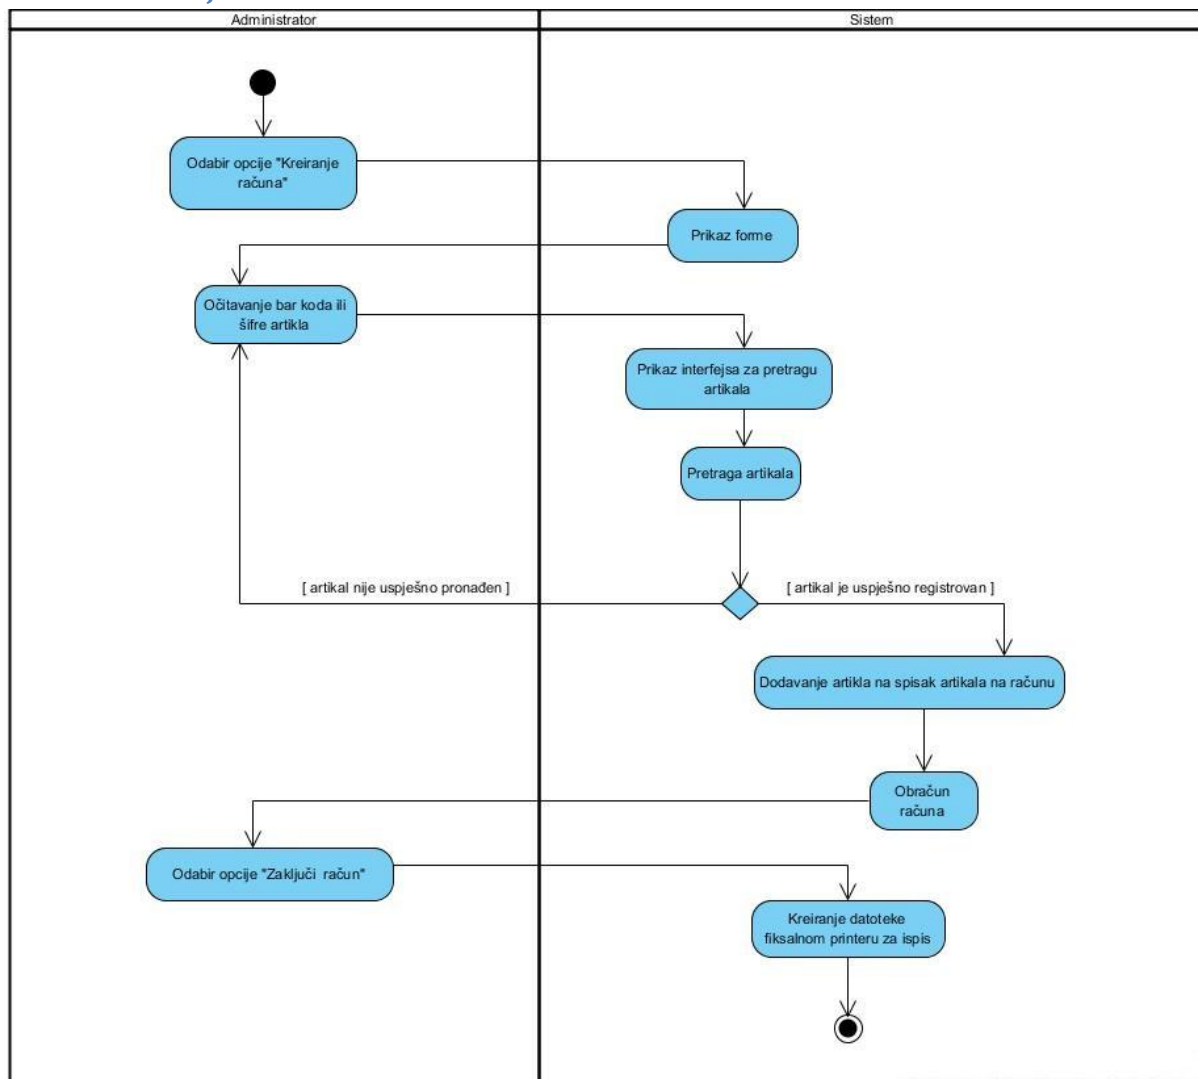 Administrator
Sistem
Odabir opcije "Kreiranje
računa"
Prikaz forme
Očitavanje bar koda ili
šifre artikla
Prikaz interfejsa za pretragu
artikala
Pretraga artikala
[ artikal nije uspješno pronađen ]
[ artikal je uspješno registrovan ]
Dodavanje artikla na spisak artikala na računu
Obračun
računa
Odabir opcije "Zaključi račun"
Kreiranje datoteke
fiksalnom printeru za ispis